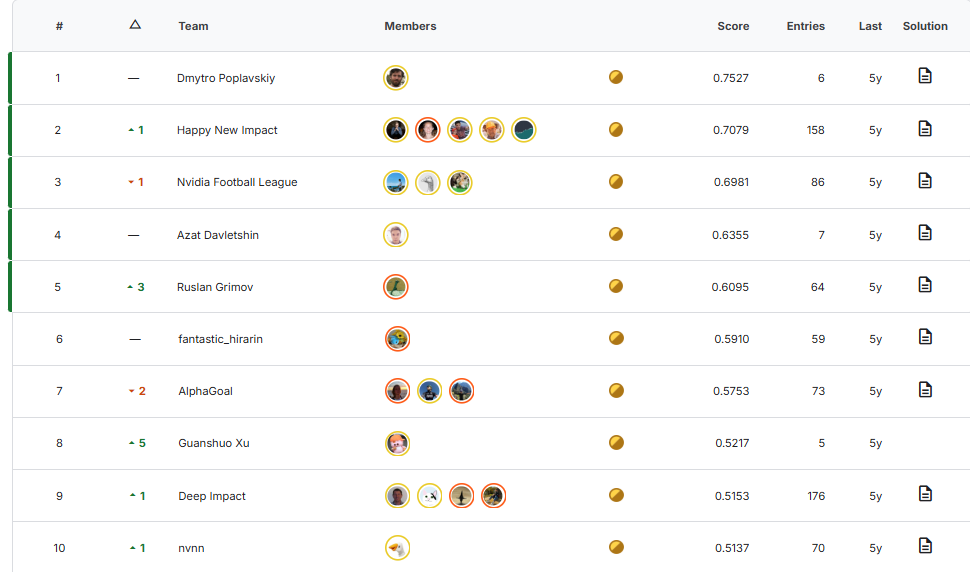 # △ Team Members Score Entries Last Solution
1 — Dmytro Poplavskiy 0.7527 6 5y
2 1 Happy New Impact 0.7079 158 5y
3 1 Nvidia Football League 0.6981 86 5y
4 — Azat Davletshin 0.6355 7 5y
5 3 Ruslan Grimov 0.6095 64 5y
6 — fantastic_hirarin 0.5910 59 5y
7 2 AlphaGoal 0.5753 73 5y
8 5 Guanshuo Xu 0.5217 5 5y
9 1 Deep Impact 0.5153 176 5y
10 1 nvnn 0.5137 70 5y